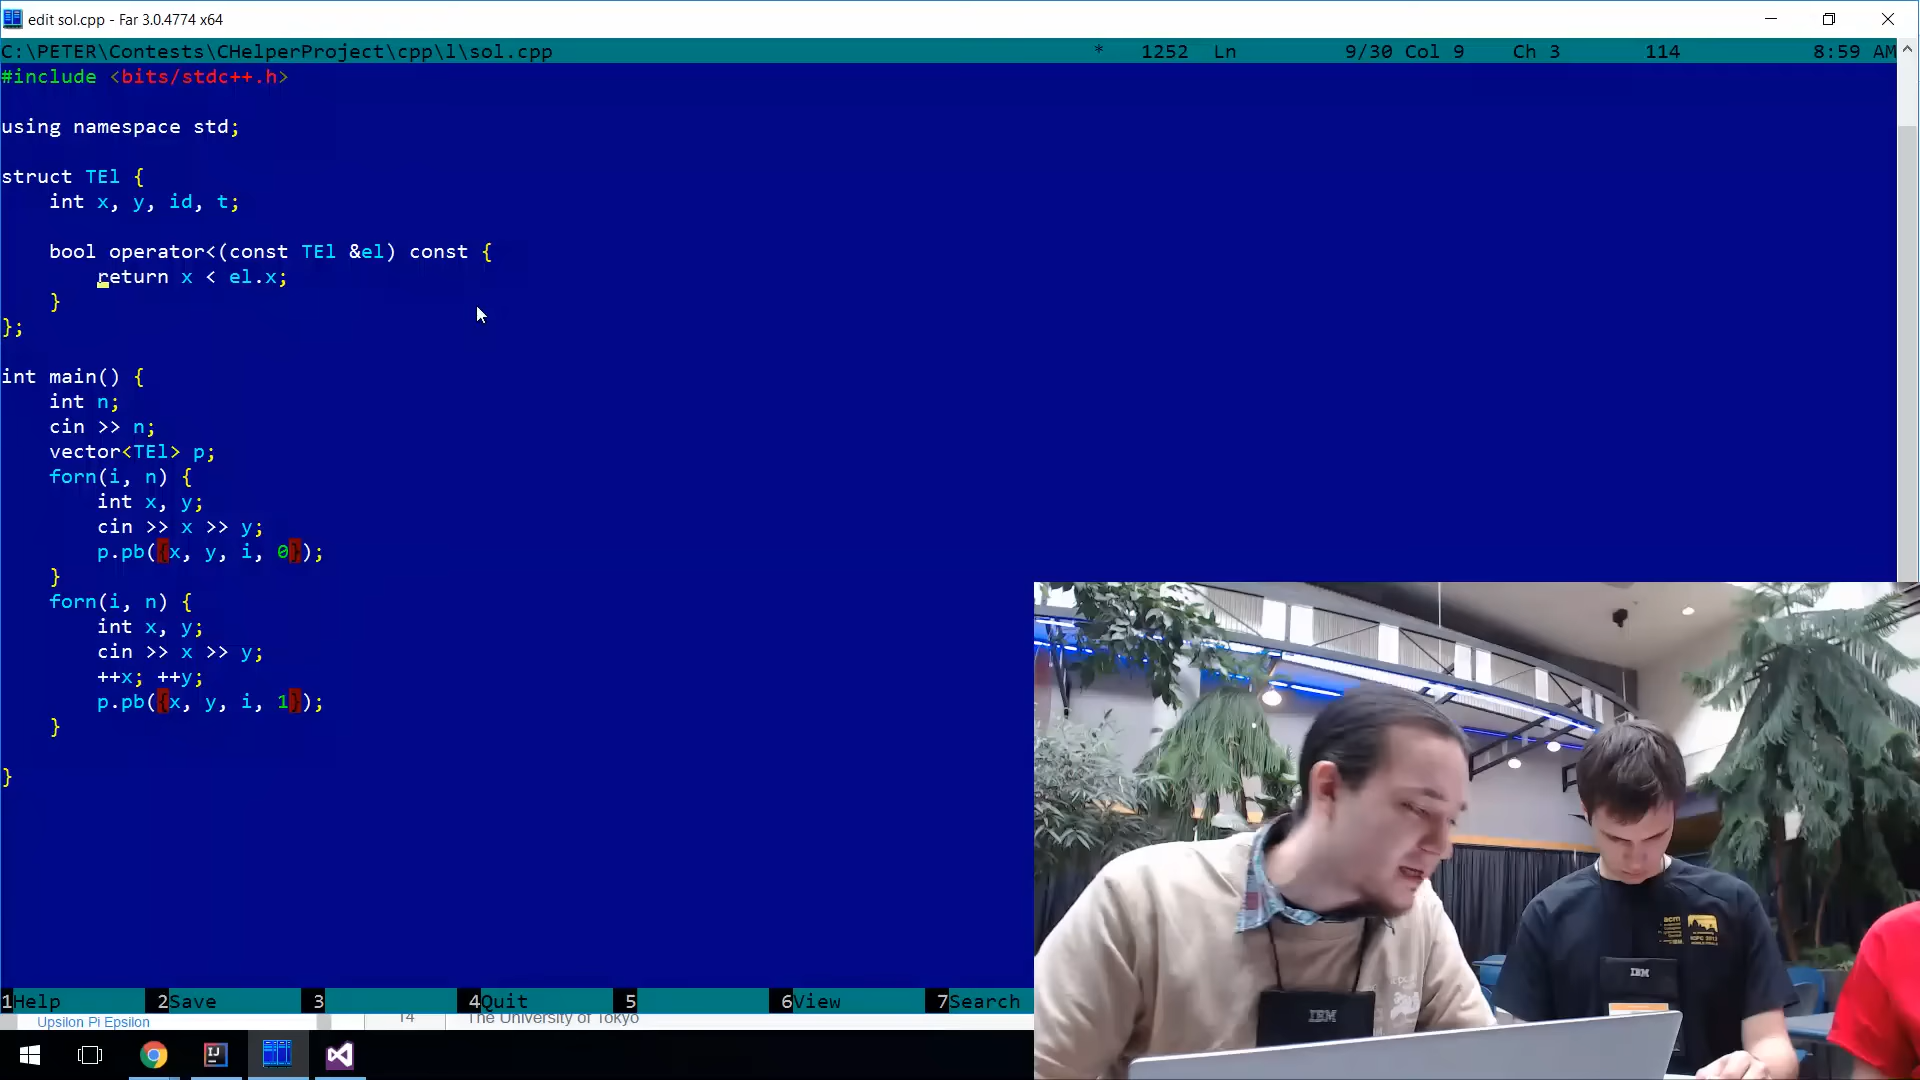 edit sol.cpp - Far 3.0.4774 x64
C:\PETER\Contests\CHelperProject\cpp\l\sol.cpp * 1252 Ln 9/30 Col 9 Ch 3 114 8:59 AM
#include <bits/stdc++.h>
using namespace std;
struct TEl {
int x, y, id, t;
bool operator<(const TEl &el) const {
return x < el.x;
}
};
int main() {
int n;
cin >> n;
vector<TEl> p;
forn(i, n) {
int x, y;
cin >> x >> y;
p.pb({x, y, i, 0});
}
forn(i, n) {
int x, y;
cin >> x >> y;
++x; ++y;
p.pb({x, y, i, 1});
}
}
1Help 2Save 3 4Quit 5 6View 7Search
Upsilon Pi Epsilon 14 The University of Tokyo
IJ
acm
IBM
IBM